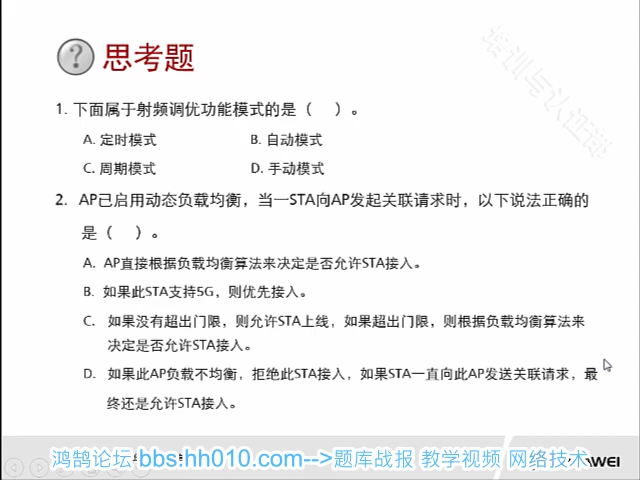 思考题
1. 下面属于射频调优功能模式的是（ ）。
A. 定时模式
B. 自动模式
C. 周期模式
D. 手动模式
2. AP已启用动态负载均衡，当一STA向AP发起关联请求时，以下说法正确的
是（ ）。
A. AP直接根据负载均衡算法来决定是否允许STA接入。
B. 如果此STA支持5G，则优先接入。
C. 如果没有超出门限，则允许STA上线，如果超出门限，则根据负载均衡算法来
决定是否允许STA接入。
D. 如果此AP负载不均衡，拒绝此STA接入，如果STA一直向此AP发送关联请求，最
终还是允许STA接入。
培训与认证部
鸿鹄论坛 bbshh010.com-->题库战报 教学视频 网络技术